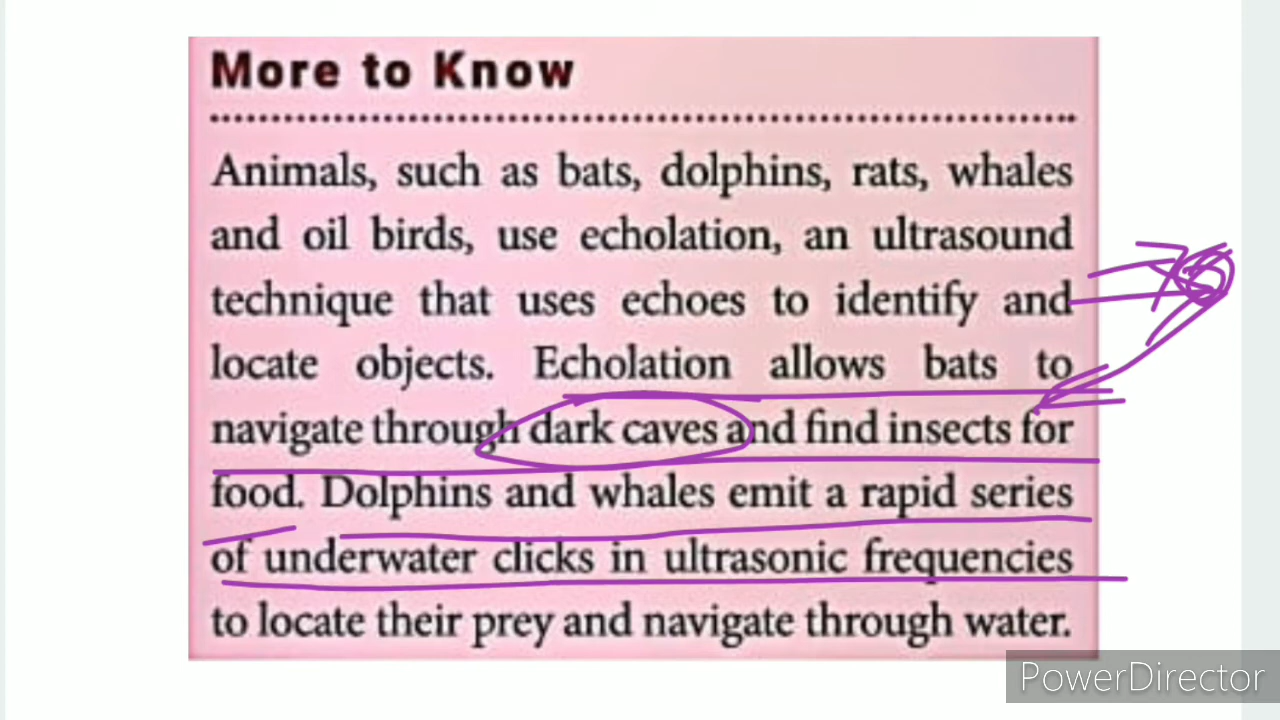 More to Know
Animals, such as bats, dolphins, rats, whales
and oil birds, use echolation, an ultrasound
technique that uses echoes to identify and
locate objects. Echolation allows bats to
navigate through dark caves and find insects for
food. Dolphins and whales emit a rapid series
of underwater clicks in ultrasonic frequencies
to locate their prey and navigate through water.
PowerDirector